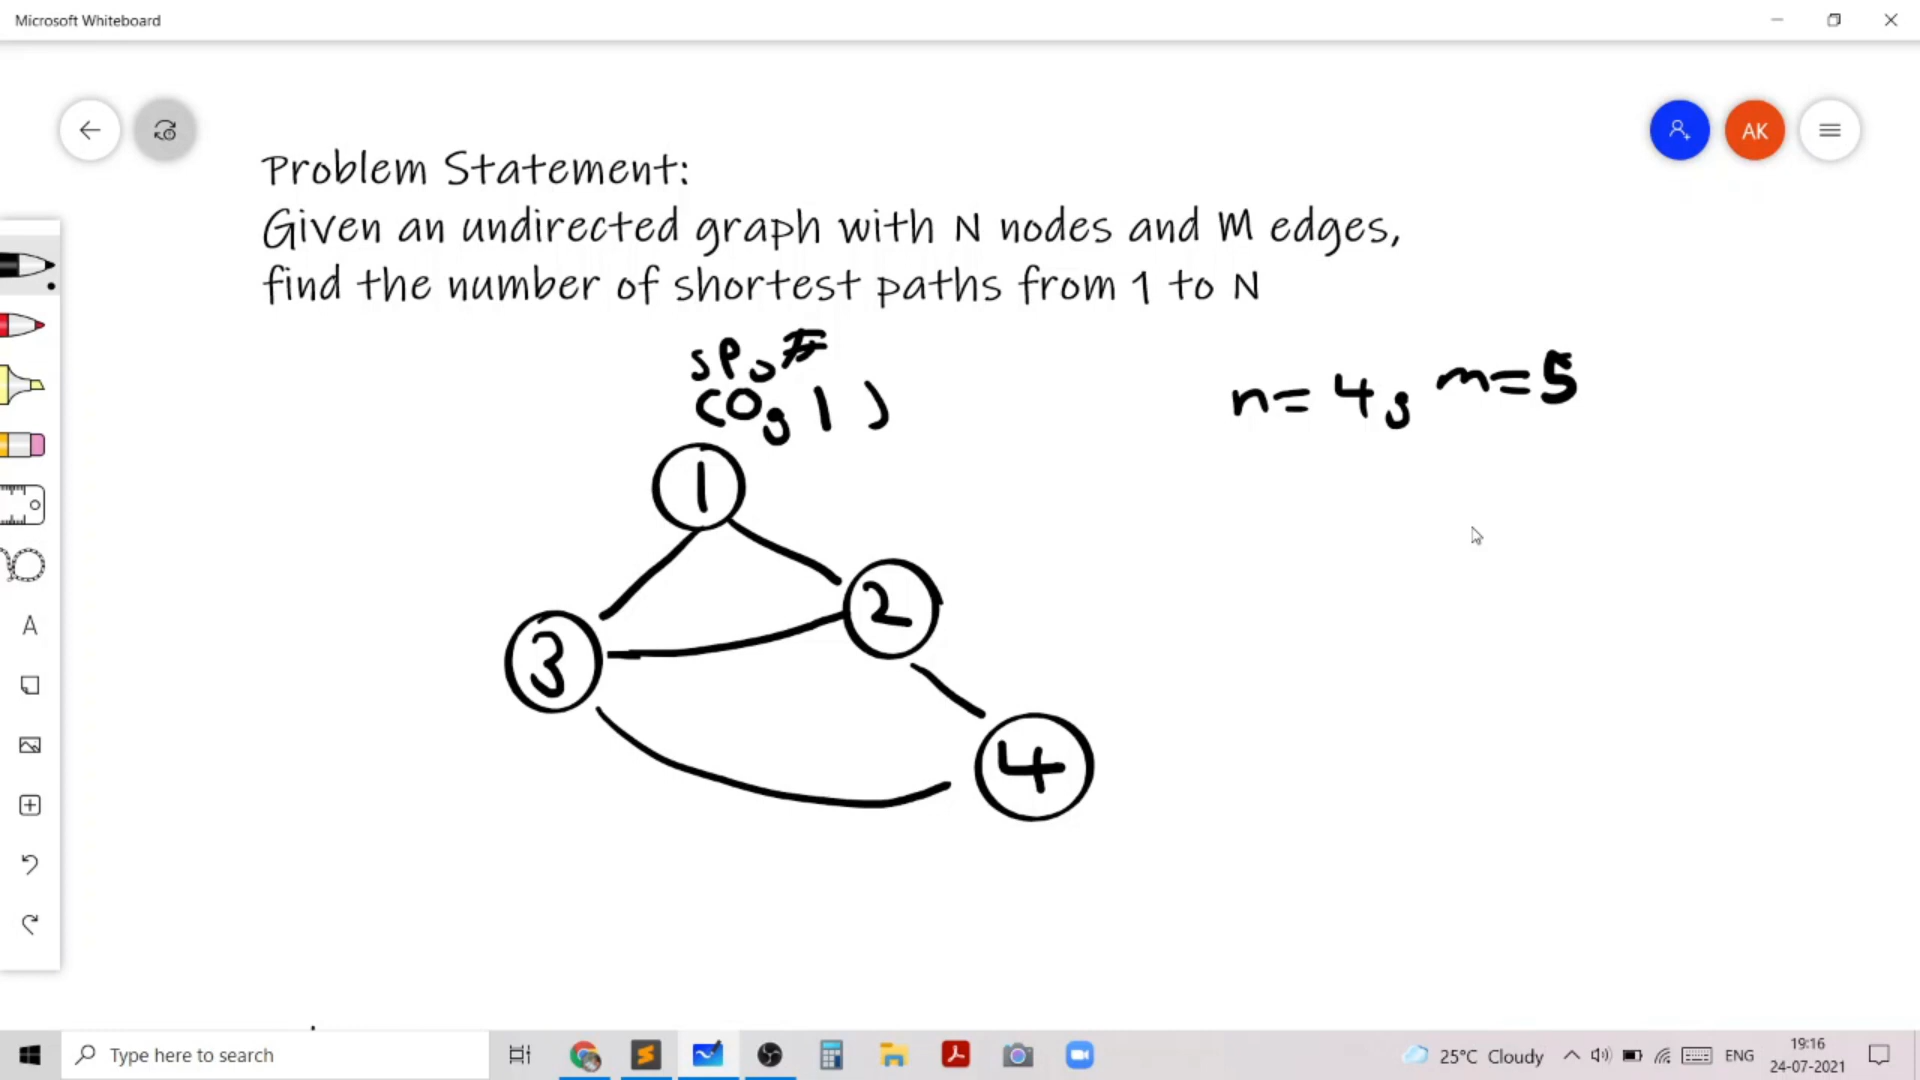 Microsoft Whiteboard
AK
Problem Statement:
Given an undirected graph with N nodes and M edges,
find the number of shortest paths from 1 to N
SP, #
(0, 1)
n = 4, m = 5
1
2
3
4
A
Type here to search
25°C Cloudy
ENG
19:16
24-07-2021